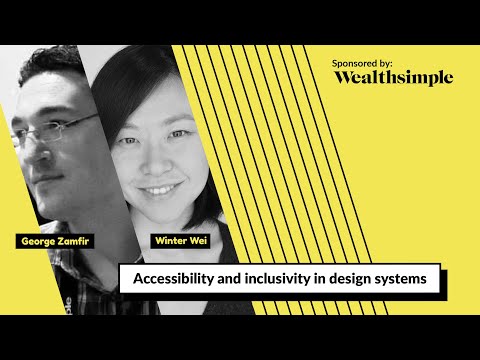 Sponsored by:
Wealthsimple
George Zamfir
Winter Wei
Accessibility and inclusivity in design systems